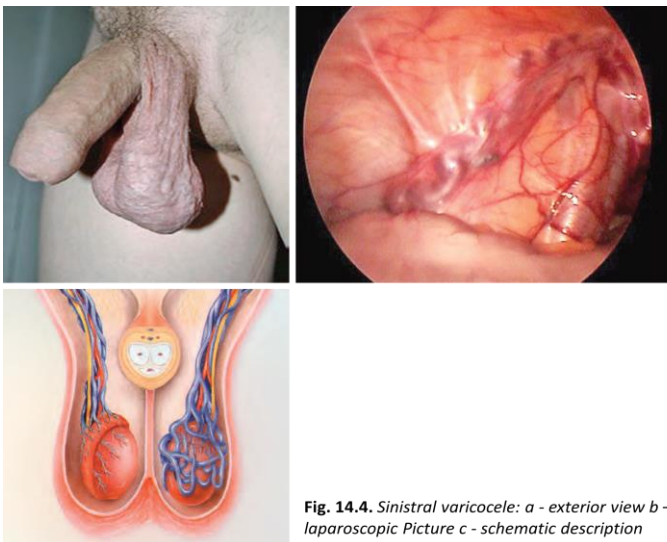 Fig. 14.4. Sinistral varicocele: a - exterior view b -
laparoscopic Picture c - schematic description